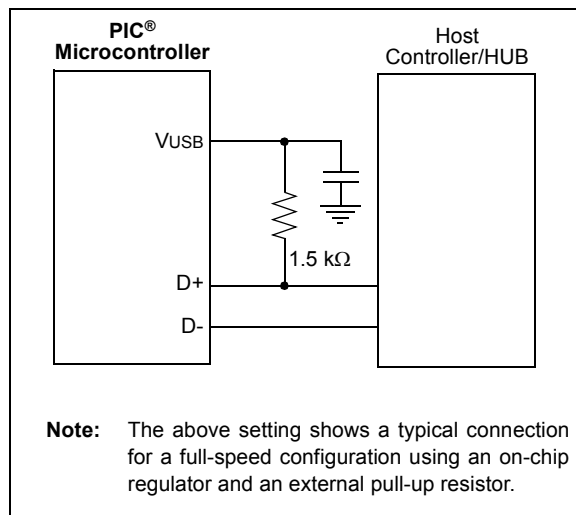 PIC®
Microcontroller
Host
Controller/HUB
VUSB
1.5 kΩ
D+
D-
Note: The above setting shows a typical connection
for a full-speed configuration using an on-chip
regulator and an external pull-up resistor.